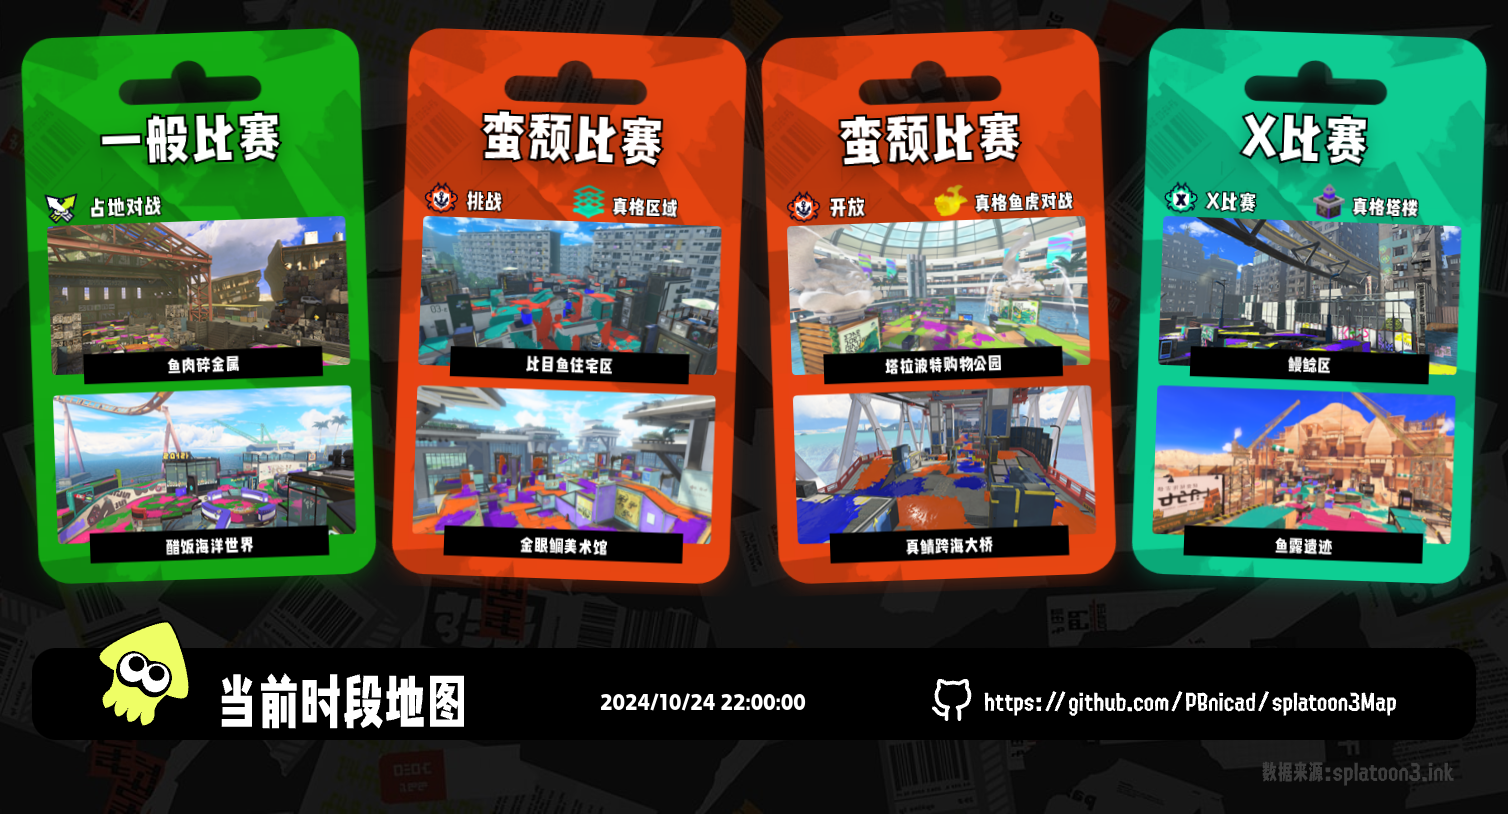 一般比赛
占地对战
鱼肉碎金属
醋饭海洋世界
蛮颓比赛
挑战
真格区域
比目鱼住宅区
金眼鲷美术馆
蛮颓比赛
开放
真格鱼虎对战
塔拉波特购物公园
真鲭跨海大桥
X比赛
X比赛
真格塔楼
鳗鲶区
鱼露遗迹
当前时段地图
2024/10/24 22:00:00
https://github.com/PBnicad/splatoon3Map
数据来源:splatoon3.ink